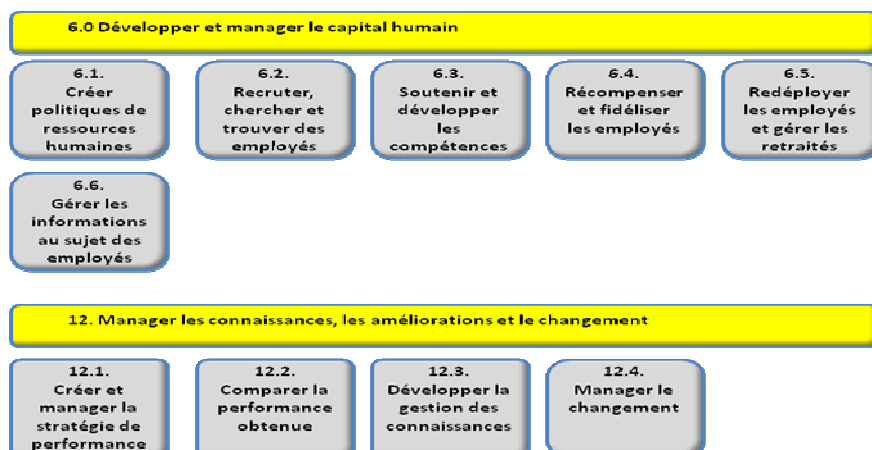 6.0 Développer et manager le capital humain
6.1.
Créer
politiques de
ressources
humaines
6.2.
Recruter,
chercher et
trouver des
employés
6.3.
Soutenir et
développer
les
compétences
6.4.
Récompenser
et fidéliser
les employés
6.5.
Redéployer
les employés
et gérer les
retraités
6.6.
Gérer les
informations
au sujet des
employés
12. Manager les connaissances, les améliorations et le changement
12.1.
Créer et
manager la
stratégie de
performance
12.2.
Comparer la
performance
obtenue
12.3.
Développer la
gestion des
connaissances
12.4.
Manager le
changement